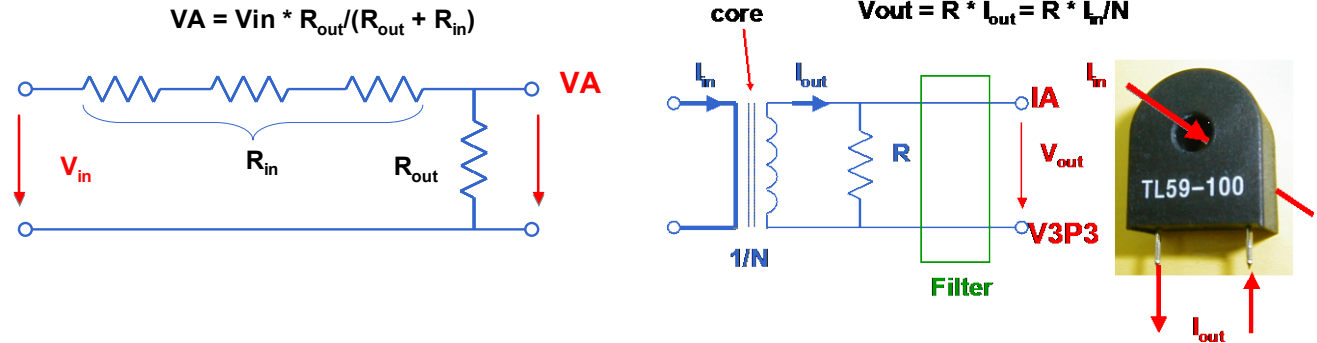 VA = Vin * Rout/(Rout + Rin)
VA
Vin
Rin
Rout
core
Vout = R * Iout = R * Iin/N
Iin
Iout
IA
R
Vout
V3P3
1/N
Filter
Iin
TL59-100
Iout